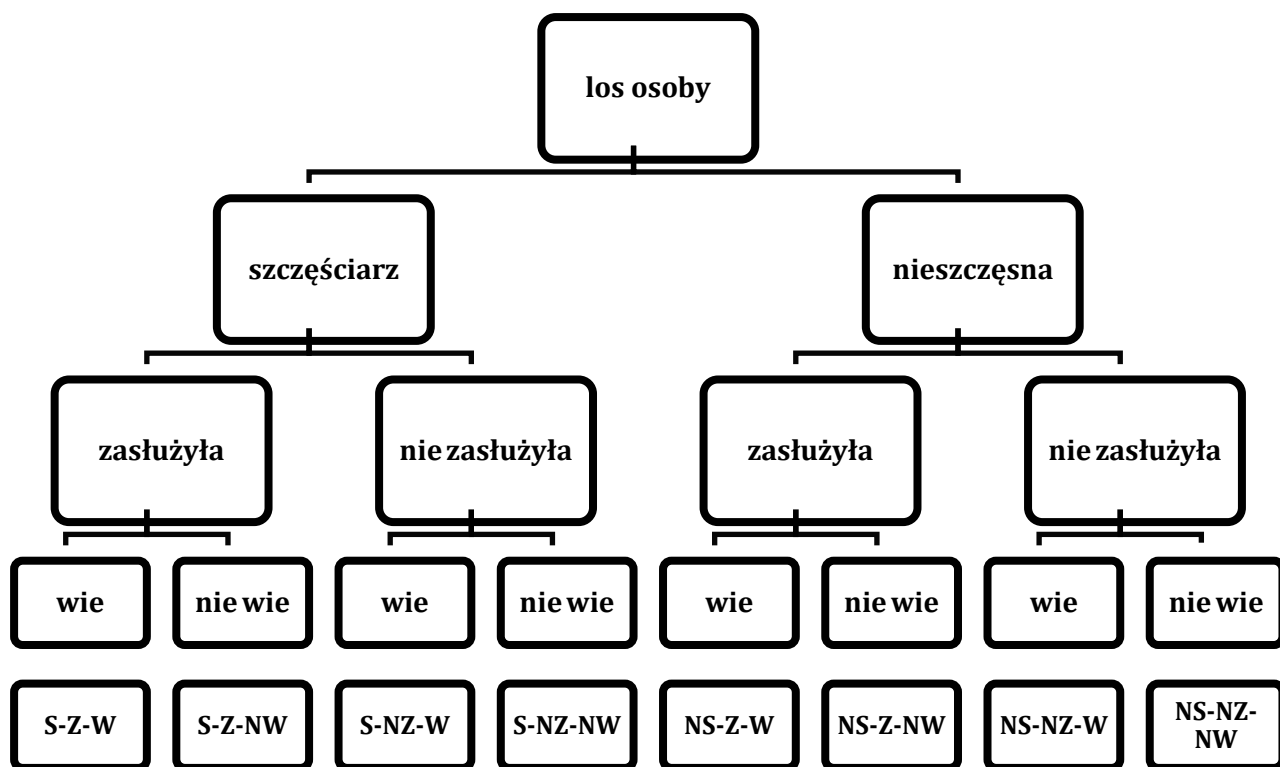 los osoby
szczęściarz
nieszczęsna
zasłużyła
nie zasłużyła
zasłużyła
nie zasłużyła
wie
nie wie
wie
nie wie
wie
nie wie
wie
nie wie
S-Z-W
S-Z-NW
S-NZ-W
S-NZ-NW
NS-Z-W
NS-Z-NW
NS-NZ-W
NS-NZ-
NW